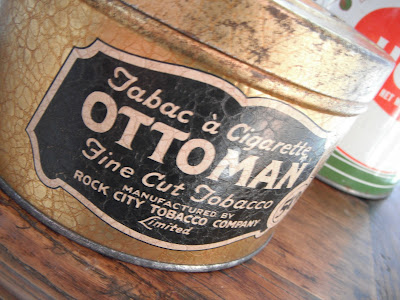 Tabac à Cigarette
OTTOMAN
Fine Cut Tobacco
MANUFACTURED BY
ROCK CITY TOBACCO COMPANY
Limited